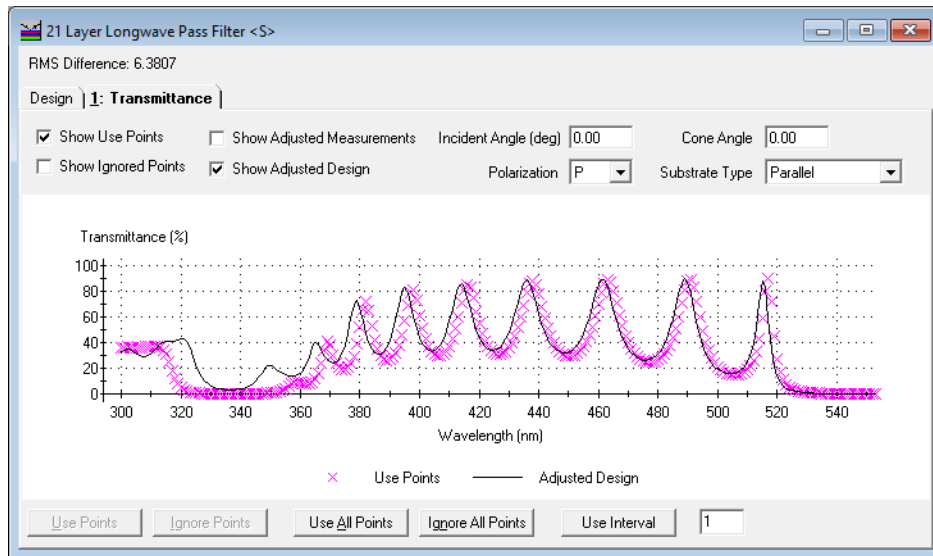 21 Layer Longwave Pass Filter <S>
RMS Difference: 6.3807
Design 1: Transmittance
Show Use Points Show Adjusted Measurements Incident Angle (deg) 0.00 Cone Angle 0.00
Show Ignored Points Show Adjusted Design Polarization P Substrate Type Parallel
Transmittance (%)
100
80
60
40
20
0
300 320 340 360 380 400 420 440 460 480 500 520 540
Wavelength (nm)
Use Points Adjusted Design
Use Points Ignore Points Use All Points Ignore All Points Use Interval 1